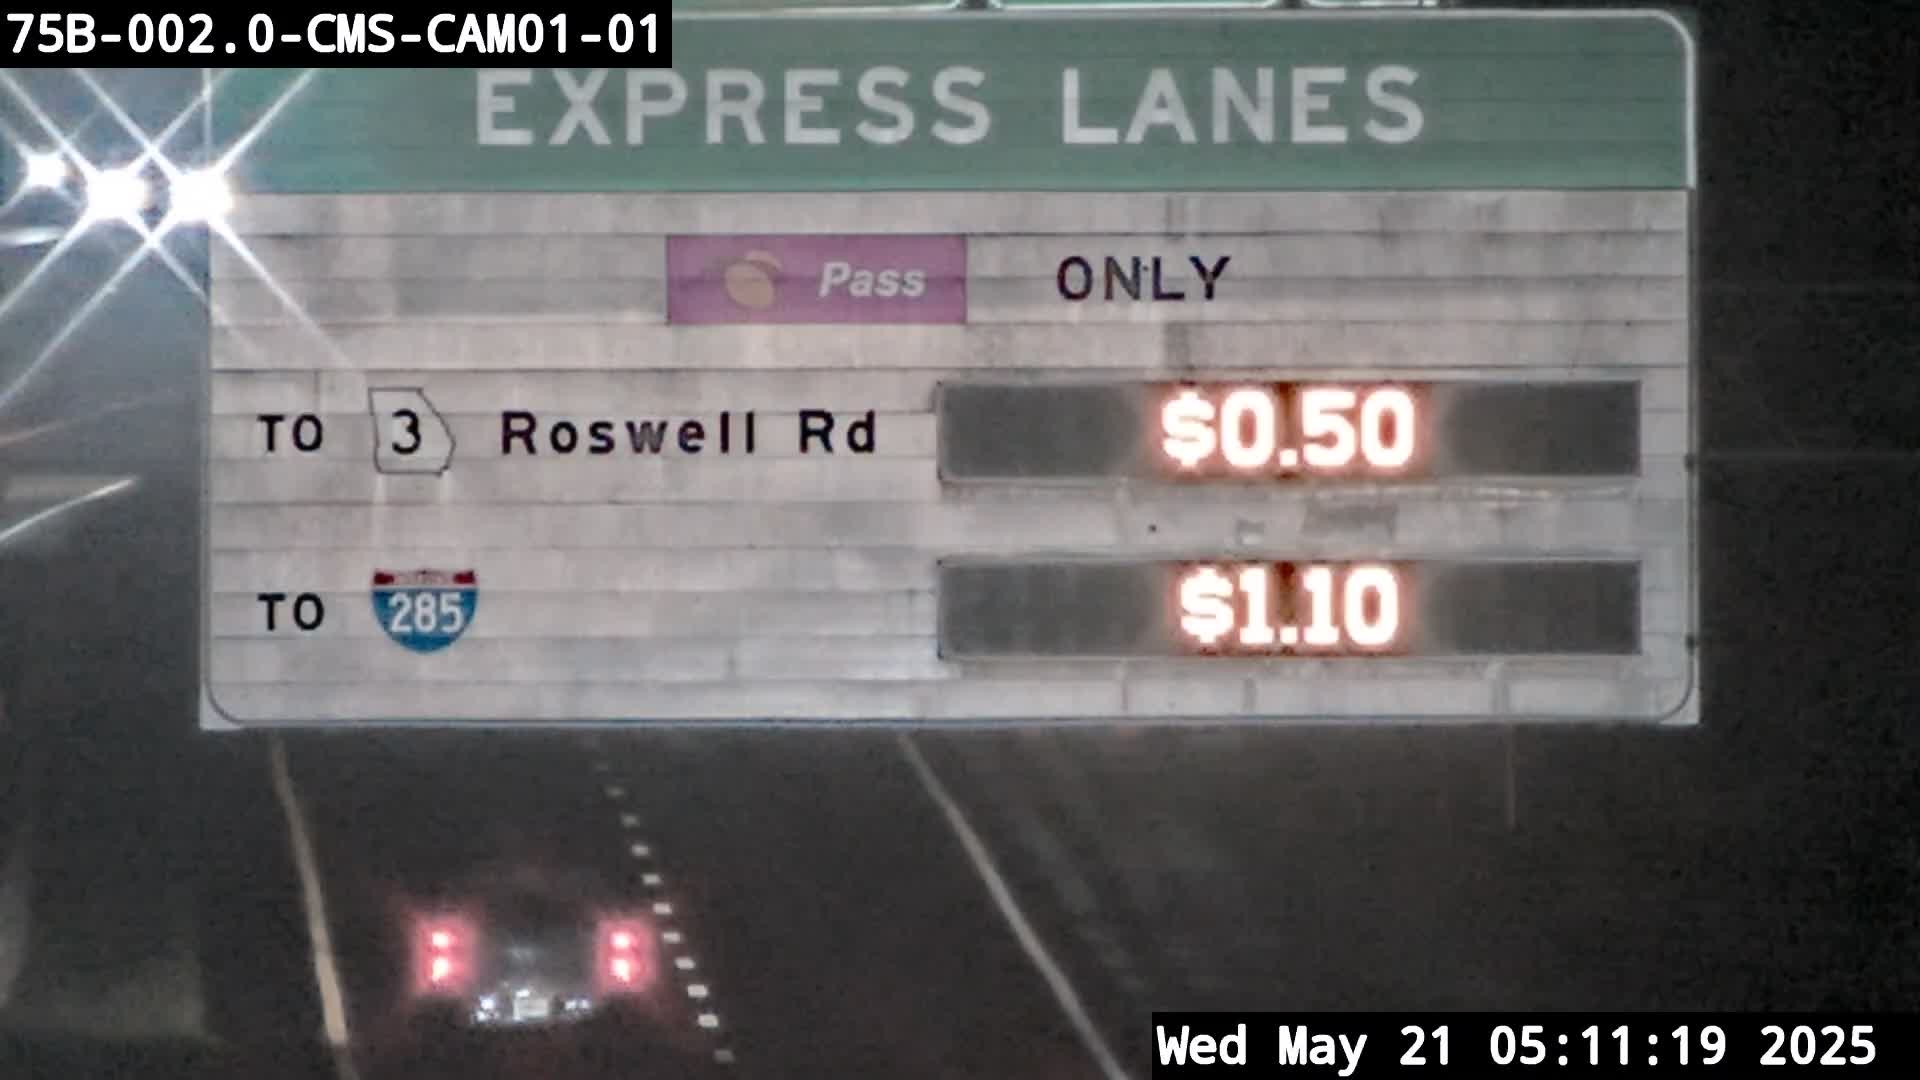 75B-002.0-CMS-CAM01-01
EXPRESS LANES
Pass ONLY
TO 3 Roswell Rd $0.50
TO 285 $1.10
Wed May 21 05:11:19 2025